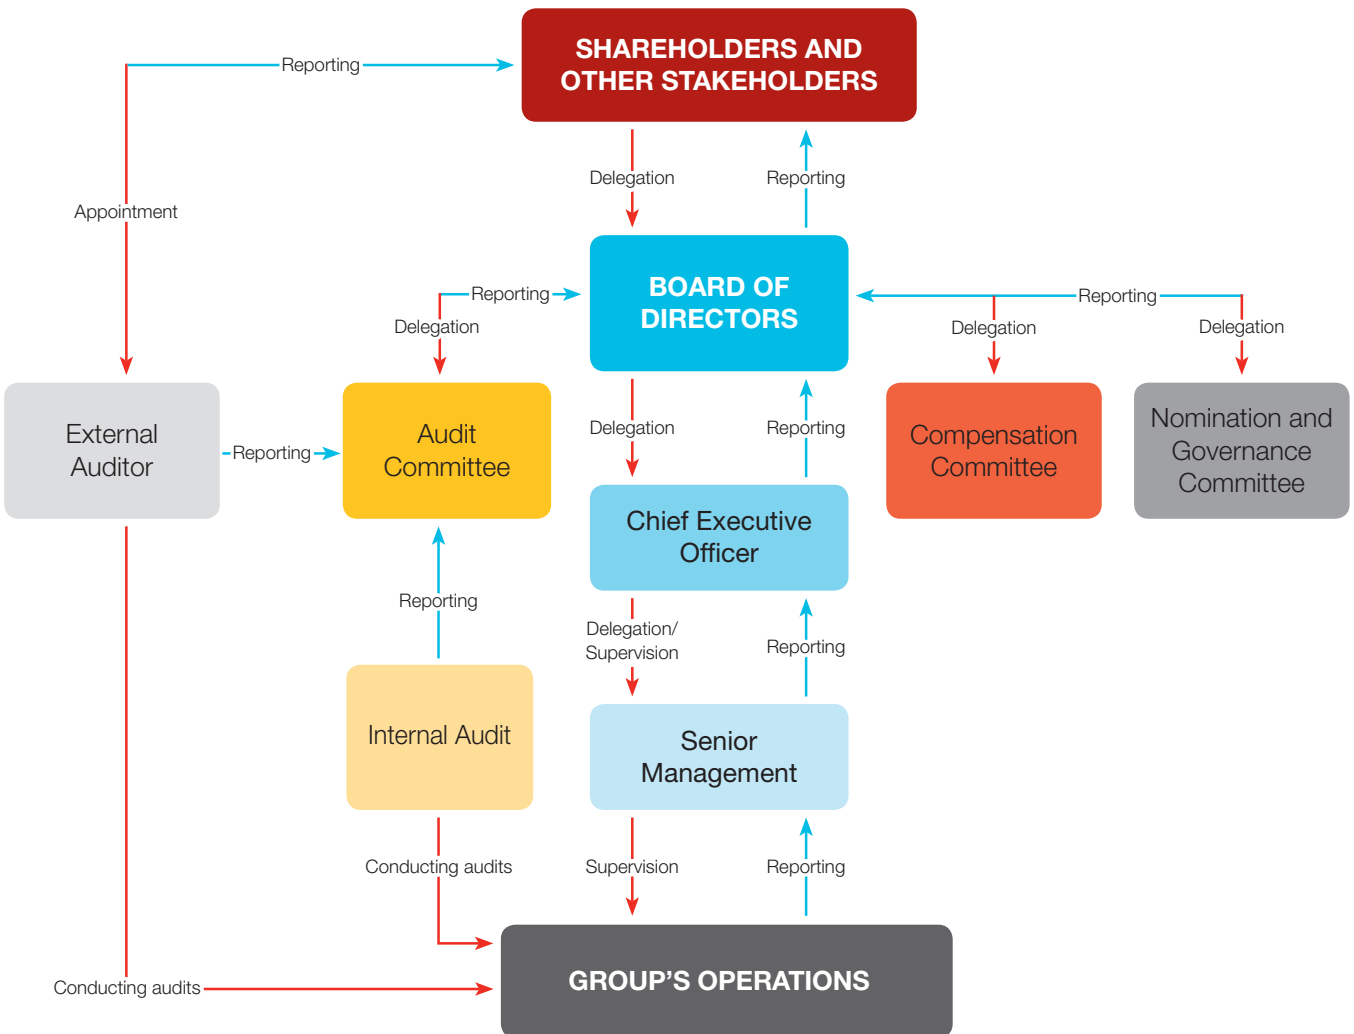 SHAREHOLDERS AND
OTHER STAKEHOLDERS
Reporting
Appointment
Delegation
Reporting
BOARD OF
DIRECTORS
Reporting
Delegation
Reporting
Delegation
Delegation
External
Auditor
Reporting
Audit
Committee
Delegation
Reporting
Compensation
Committee
Nomination and
Governance
Committee
Chief Executive
Officer
Reporting
Delegation/
Supervision
Reporting
Internal Audit
Senior
Management
Conducting audits
Supervision
Reporting
Conducting audits
GROUP'S OPERATIONS